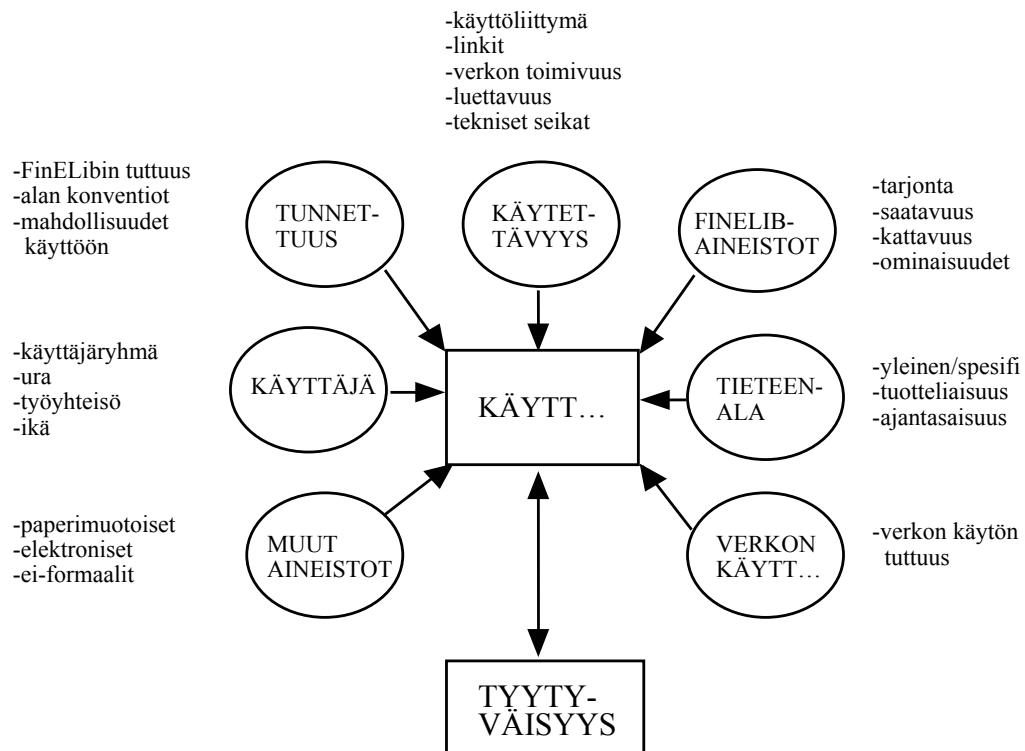 -käyttöliittymä
-linkit
-verkon toimivuus
-luettavuus
-tekniset seikat
-FinELibin tuttuus
-alan konventiot
-mahdollisuudet
käyttöön
TUNNET-
TUUS
KÄYTET-
TÄVYYS
FINELIB-
AINEISTOT
-tarjonta
-saatavuus
-kattavuus
-ominaisuudet
-käyttäjäryhmä
-ura
-työyhteisö
-ikä
KÄYTTÄJÄ
KÄYTT…
TIETEEN-
ALA
-yleinen/spesifi
-tuotteliaisuus
-ajantasaisuus
-paperimuotoiset
-elektroniset
-ei-formaalit
MUUT
AINEISTOT
VERKON
KÄYTT…
-verkon käytön
tuttuus
TYYTY-
VÄISYYS